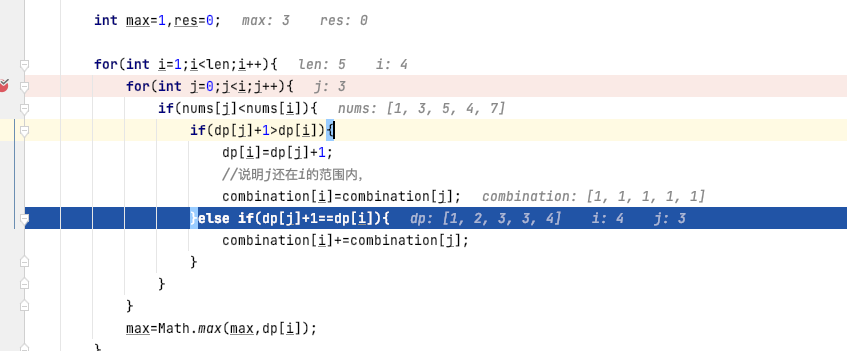 int max=1,res=0; max: 3 res: 0
for(int i=1;i<len;i++){ len: 5 i: 4
for(int j=0;j<i;j++){ j: 3
if(nums[j]<nums[i]){ nums: [1, 3, 5, 4, 7]
if(dp[j]+1>dp[i]){
dp[i]=dp[j]+1;
//说明j还在i的范围内，
combination[i]=combination[j]; combination: [1, 1, 1, 1, 1]
}else if(dp[j]+1==dp[i]){ dp: [1, 2, 3, 3, 4] i: 4 j: 3
combination[i]+=combination[j];
}
}
}
max=Math.max(max,dp[i]);
}